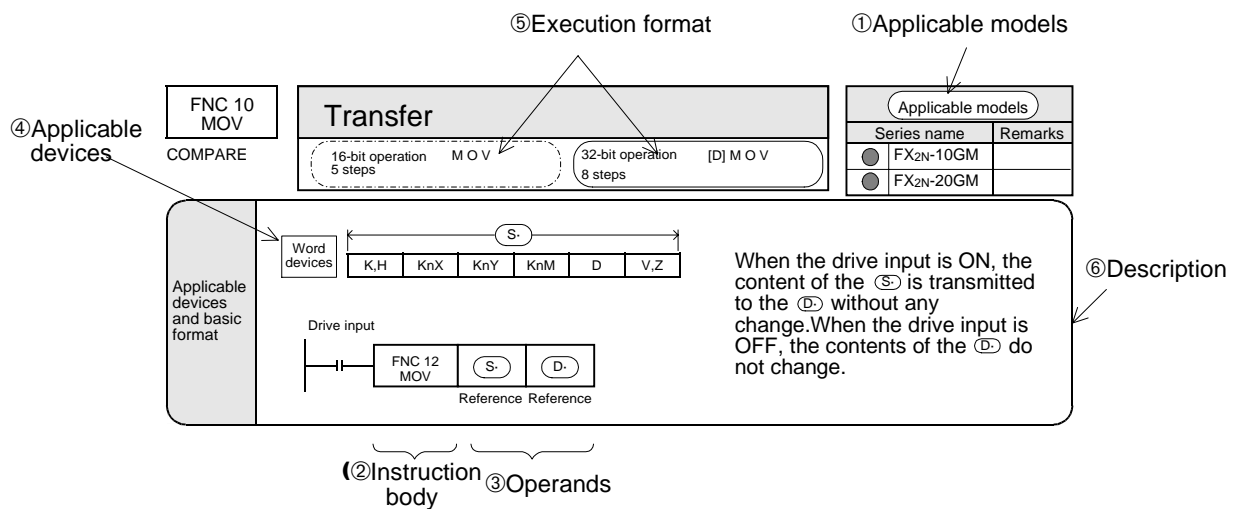 ⑤Execution format
①Applicable models
FNC 10
MOV
COMPARE
Transfer
16-bit operation M O V
5 steps
32-bit operation [D] M O V
8 steps
Applicable models
Series name Remarks
FX2N-10GM
FX2N-20GM
④Applicable
devices
Applicable
devices
and basic
format
Word
devices
S·
K,H KnX KnY KnM D V,Z
Drive input
FNC 12
MOV
S· D·
Reference Reference
When the drive input is ON, the
content of the S· is transmitted
to the D· without any
change.When the drive input is
OFF, the contents of the D· do
not change.
⑥Description
(②Instruction
body
③Operands